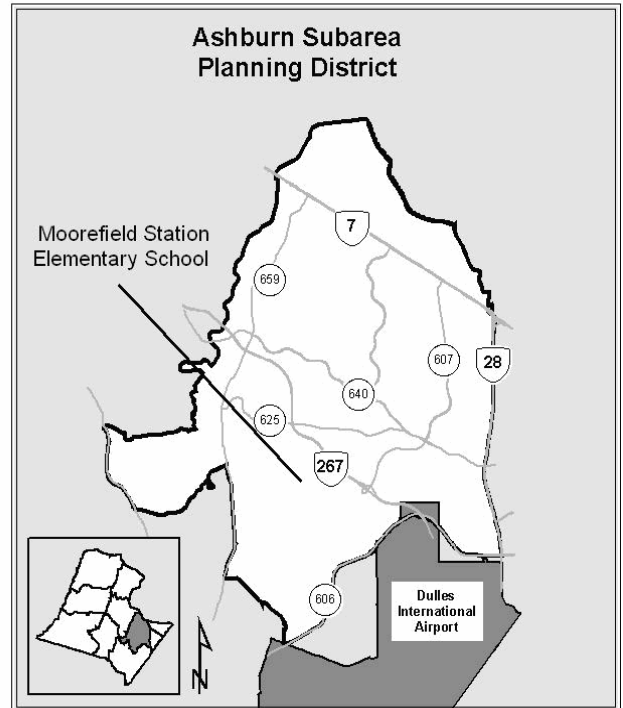 Ashburn Subarea
Planning District
Moorefield Station
Elementary School
7
659
607
28
640
625
267
606
Dulles
International
Airport
N